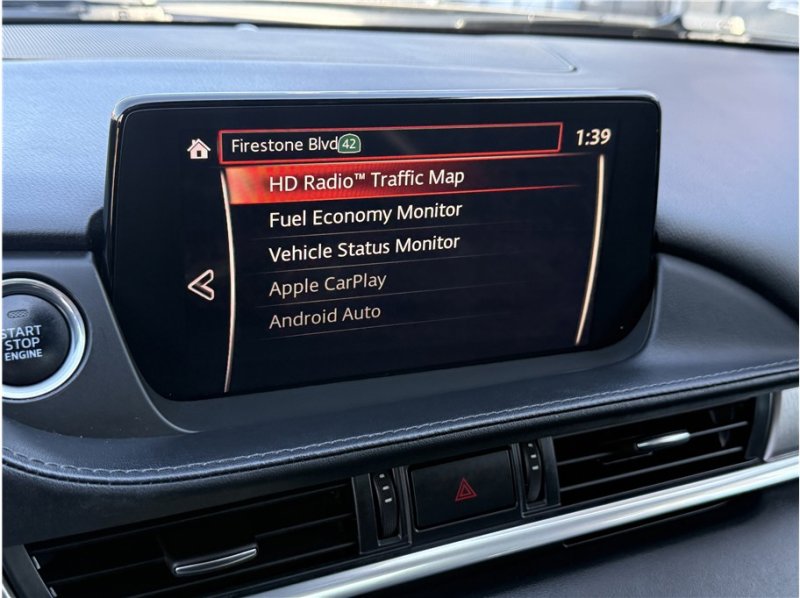 Firestone Blvd 42
1:39
HD Radio™ Traffic Map
Fuel Economy Monitor
Vehicle Status Monitor
Apple CarPlay
Android Auto
START
STOP
ENGINE